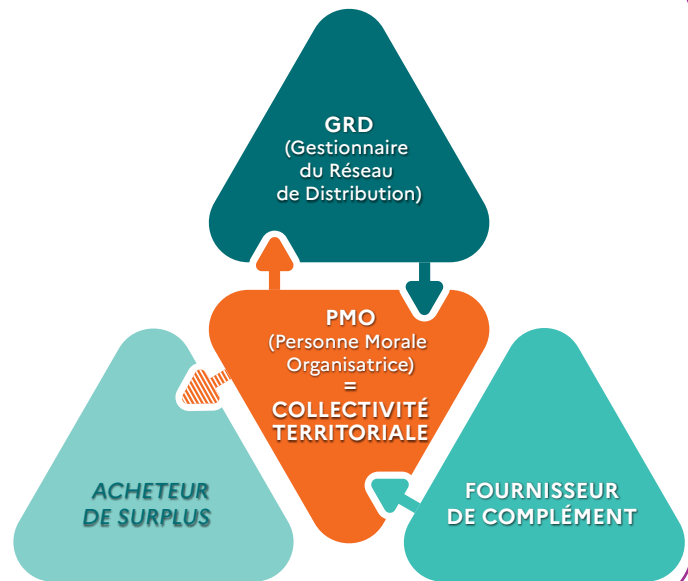 GRD
(Gestionnaire
du Réseau
de Distribution)
PMO
(Personne Morale
Organisatrice)
=
COLLECTIVITÉ
TERRITORIALE
ACHETEUR
DE SURPLUS
FOURNISSEUR
DE COMPLÉMENT